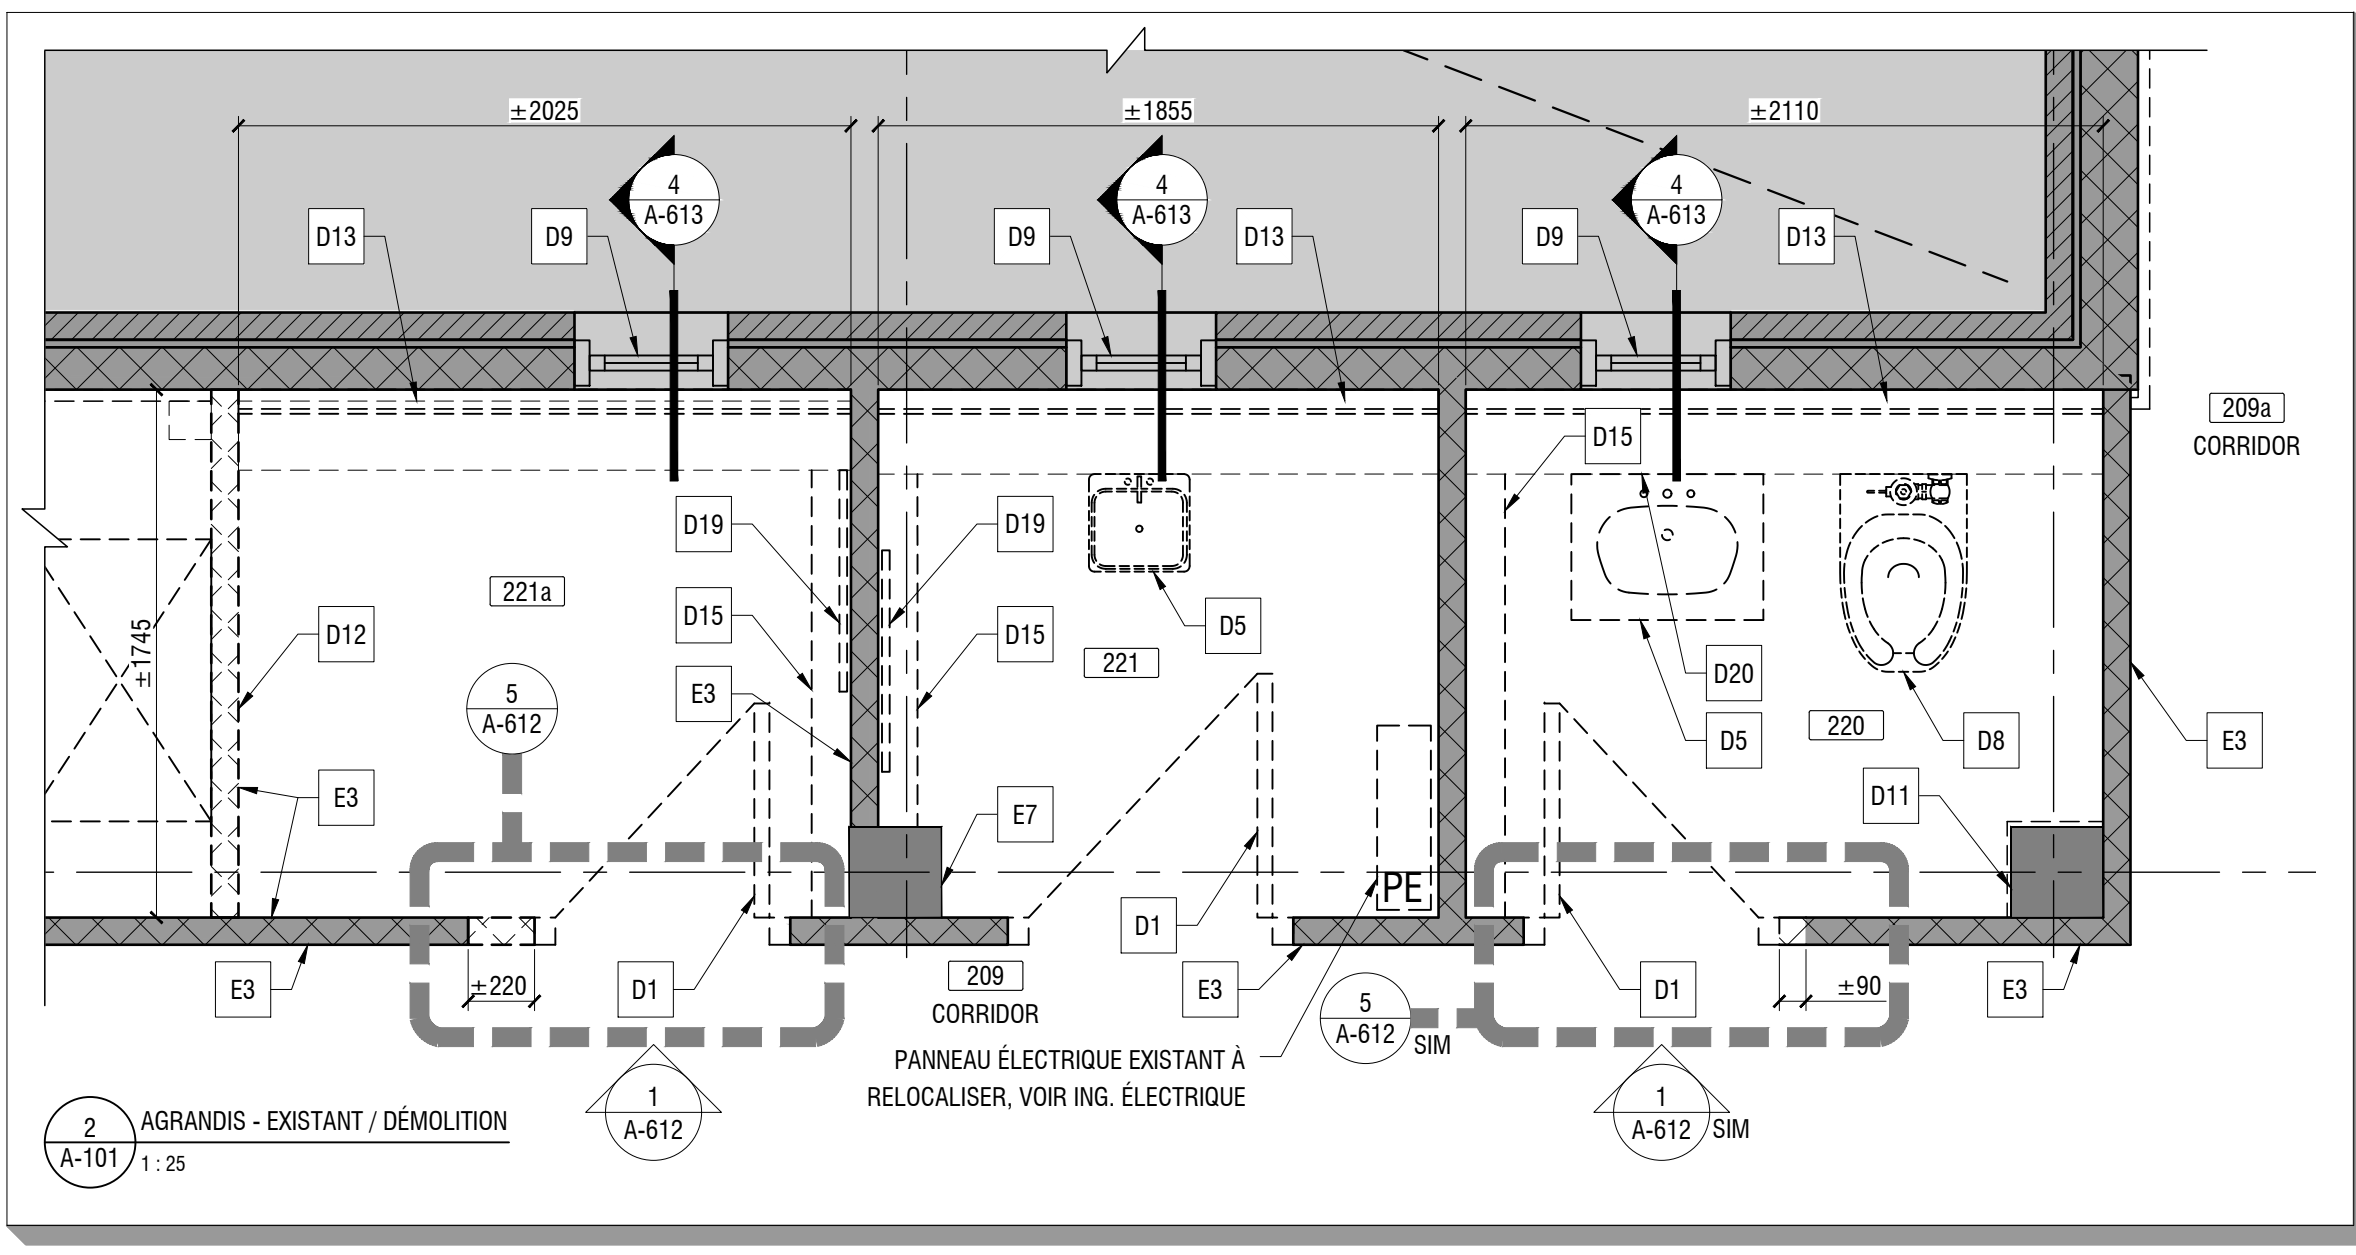 ±2025
±1855
±2110
4
A-613
4
A-613
4
A-613
D13
D9
D9
D13
D9
D13
209a
CORRIDOR
D15
D19
D19
221a
D15
D12
±1745
D15
D5
221
E3
D20
5
A-612
220
D5
D8
E3
E3
E7
D11
PE
D1
E3
±220
D1
209
CORRIDOR
E3
5
A-612
SIM
D1
±90
E3
PANNEAU ÉLECTRIQUE EXISTANT À
RELOCALISER, VOIR ING. ÉLECTRIQUE
1
A-612
1
A-612
SIM
2
A-101
AGRANDIS - EXISTANT / DÉMOLITION
1 : 25